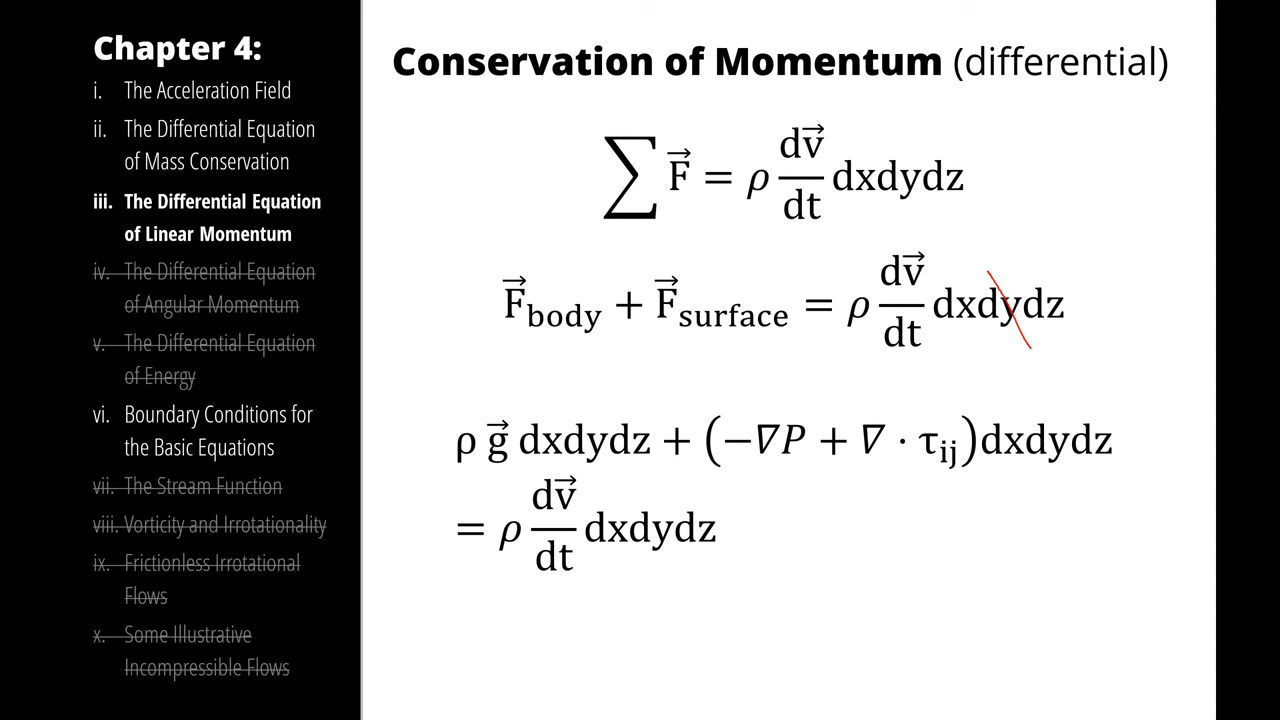 Chapter 4:
i. The Acceleration Field
ii. The Differential Equation
of Mass Conservation
iii. The Differential Equation
of Linear Momentum
iv. The Differential Equation
of Angular Momentum
v. The Differential Equation
of Energy
vi. Boundary Conditions for
the Basic Equations
vii. The Stream Function
viii. Vorticity and Irrotationality
ix. Frictionless Irrotational
Flows
x. Some Illustrative
Incompressible Flows
Conservation of Momentum (differential)
∑ F⃗ = ρ dv⃗/dt dxdydz
F⃗body + F⃗surface = ρ dv⃗/dt dxdydz
ρ g⃗ dxdydz + (−∇P + ∇ · τij)dxdydz
= ρ dv⃗/dt dxdydz